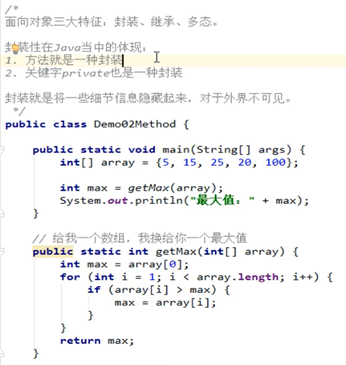 /*
面向对象三大特征：封装、继承、多态。
封装性在Java当中的体现：
1. 方法就是一种封装
2. 关键字private也是一种封装
封装就是将一些细节信息隐藏起来，对于外界不可见。
*/
public class Demo02Method {
public static void main(String[] args) {
int[] array = {5, 15, 25, 20, 100};
int max = getMax(array);
System.out.println("最大值：" + max);
}
// 给我一个数组，我换给你一个最大值
public static int getMax(int[] array) {
int max = array[0];
for (int i = 1; i < array.length; i++) {
if (array[i] > max) {
max = array[i];
}
}
return max;
}